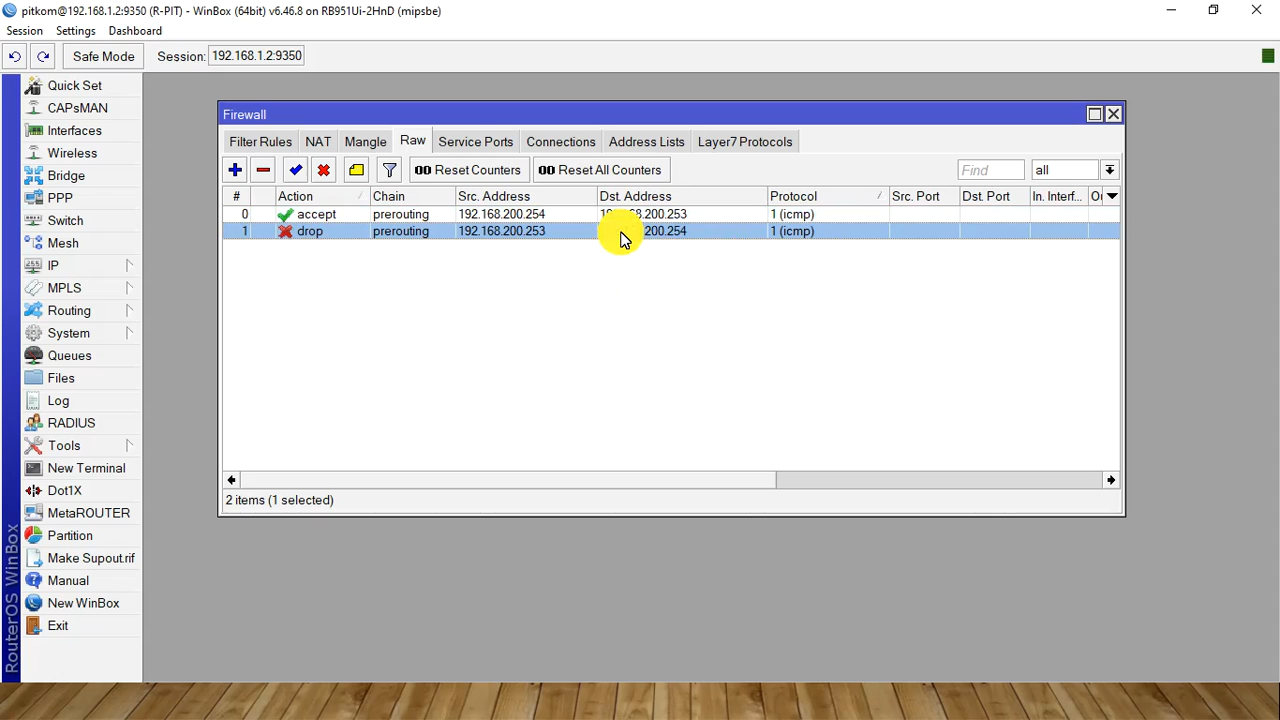 pitkom@192.168.1.2:9350 (R-PIT) - WinBox (64bit) v6.46.8 on RB951Ui-2HnD (mipsbe)
Session Settings Dashboard
Safe Mode Session: 192.168.1.2:9350
Quick Set
CAPsMAN
Interfaces
Wireless
Bridge
PPP
Switch
Mesh
IP
MPLS
Routing
System
Queues
Files
Log
RADIUS
Tools
New Terminal
Dot1X
MetaROUTER
Partition
Make Supout.rif
Manual
New WinBox
Exit
RouterOS WinBox
Firewall
Filter Rules NAT Mangle Raw Service Ports Connections Address Lists Layer7 Protocols
00 Reset Counters 00 Reset All Counters Find all
# Action Chain Src. Address Dst. Address Protocol Src. Port Dst. Port In. Interf...
0 accept prerouting 192.168.200.254 192.168.200.253 1 (icmp)
1 drop prerouting 192.168.200.253 .200.254 1 (icmp)
2 items (1 selected)